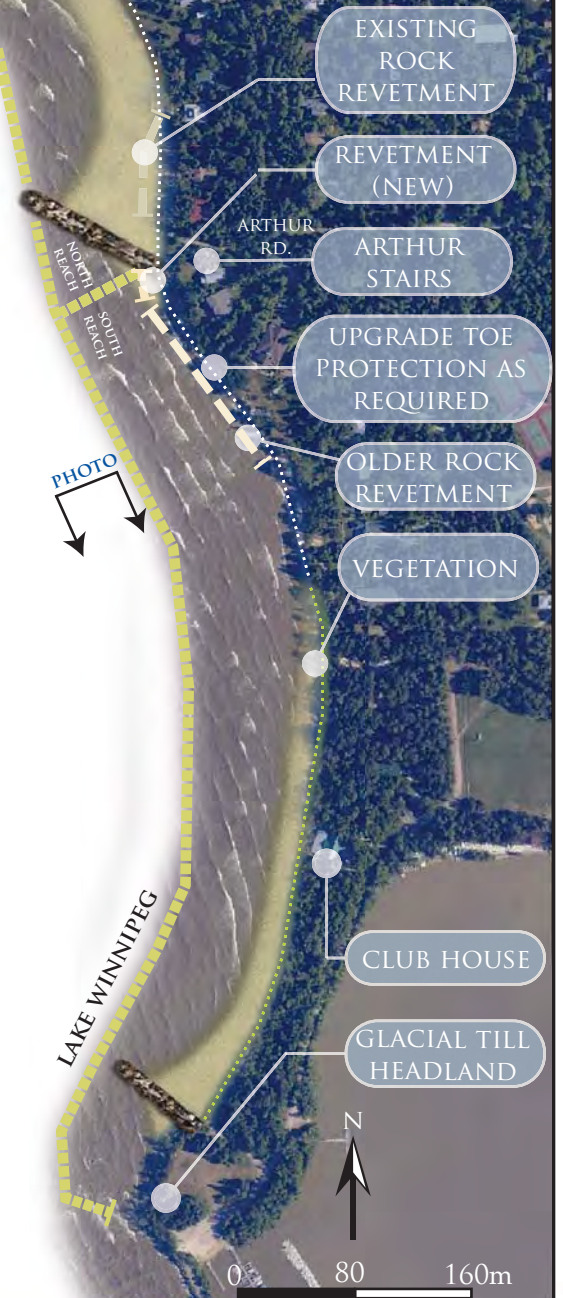 EXISTING
ROCK
REVETMENT
REVETMENT
(NEW)
ARTHUR
RD.
ARTHUR
STAIRS
NORTH
REACH
SOUTH
REACH
UPGRADE TOE
PROTECTION AS
REQUIRED
PHOTO
OLDER ROCK
REVETMENT
VEGETATION
LAKE WINNIPEG
CLUB HOUSE
GLACIAL TILL
HEADLAND
N
0 80 160m